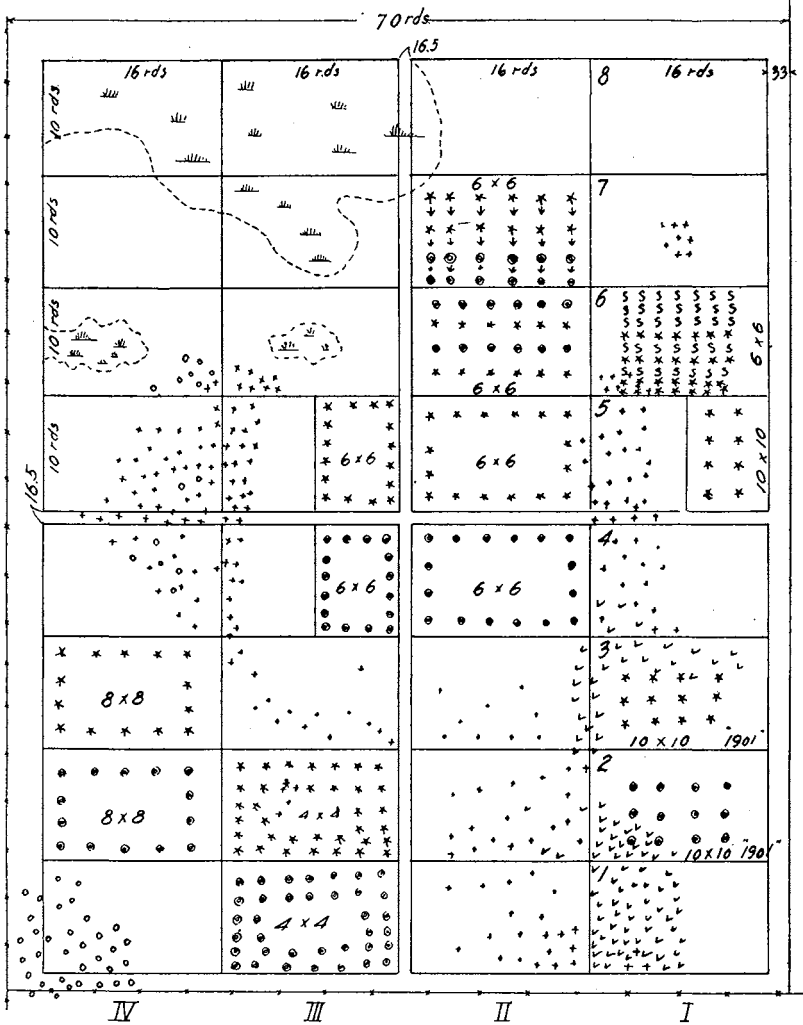 70 rds
16.5
16 rds 16 rds 16 rds 8 16 rds 33
10 rds.
6 x 6 7
10 rds
6
10 rds
6 x 6
6 x 6
5
10 rds
6 x 6 6 x 6 10 x 10
16.5
4
6 x 6 6 x 6
3
8 x 8
10 x 10 "1901"
2
8 x 8 4 x 4
10 x 10 "1901"
1
4 x 4
IV III II I